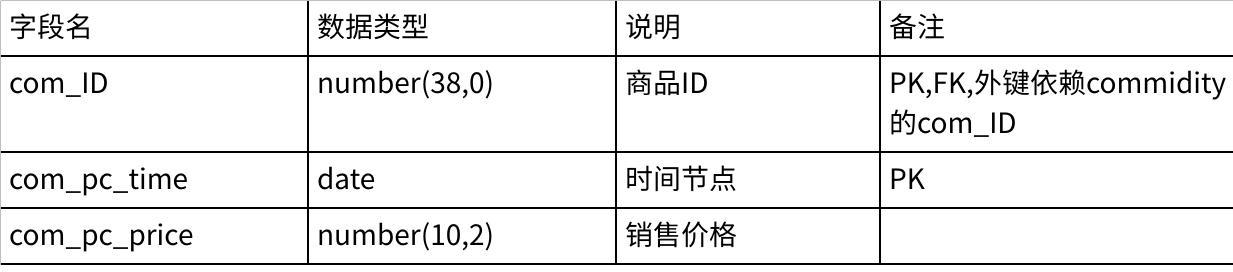 字段名 数据类型 说明 备注
com_ID number(38,0) 商品ID PK,FK,外键依赖commidity
的com_ID
com_pc_time date 时间节点 PK
com_pc_price number(10,2) 销售价格